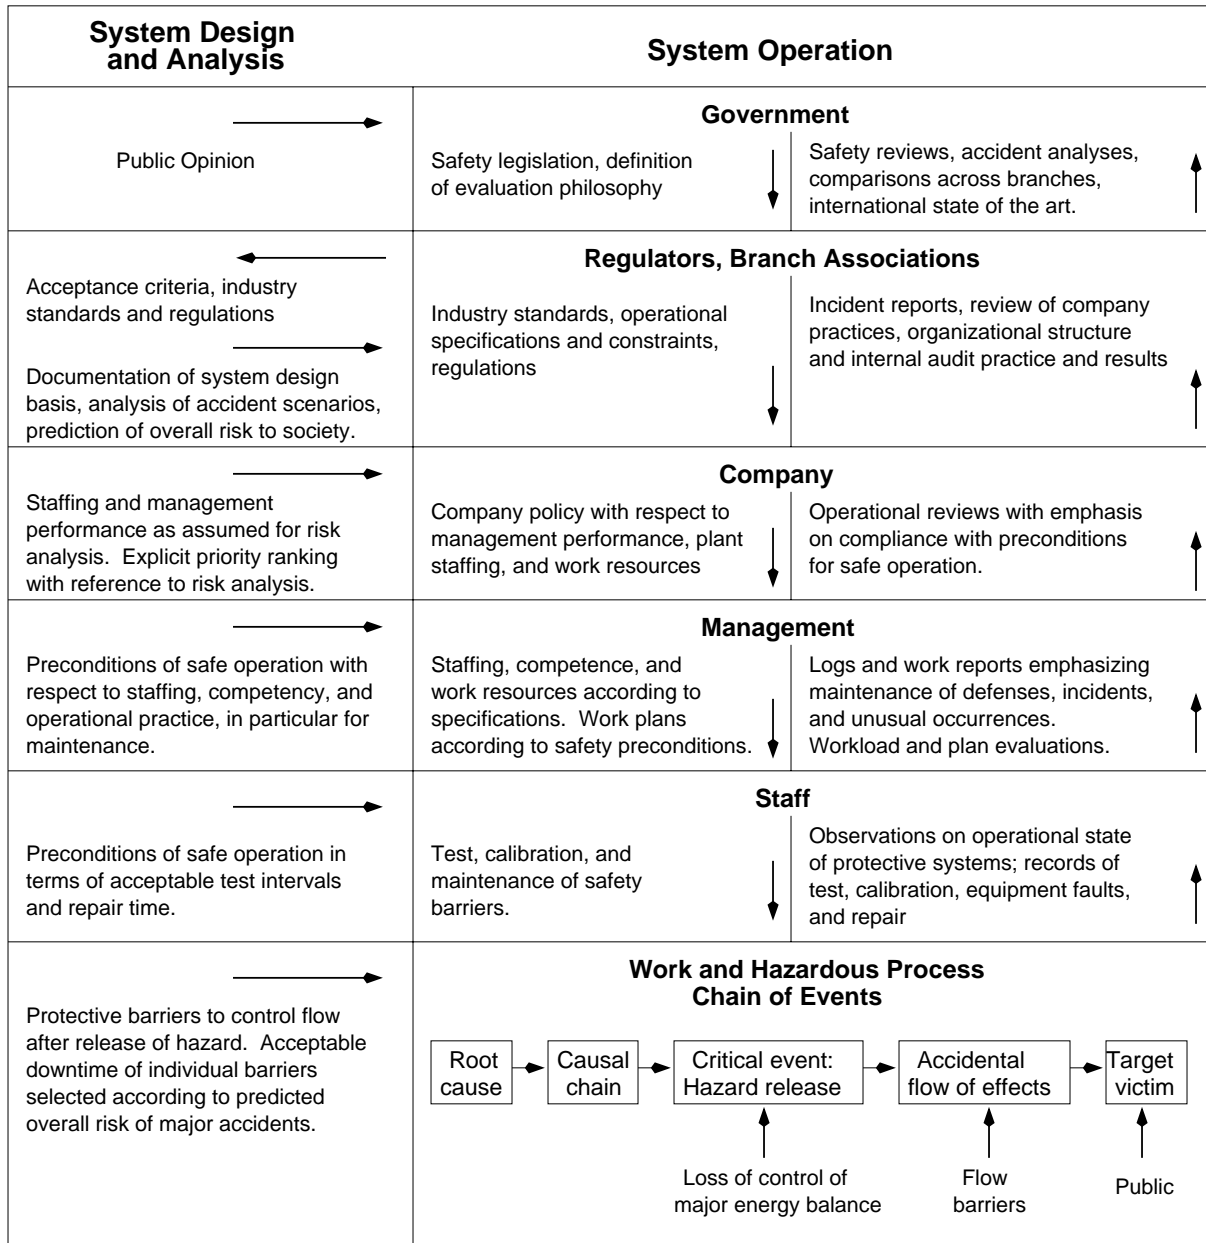 System Design
and Analysis
System Operation
Government
Public Opinion
Safety legislation, definition
of evaluation philosophy
Safety reviews, accident analyses,
comparisons across branches,
international state of the art.
Regulators, Branch Associations
Acceptance criteria, industry
standards and regulations
Documentation of system design
basis, analysis of accident scenarios,
prediction of overall risk to society.
Industry standards, operational
specifications and constraints,
regulations
Incident reports, review of company
practices, organizational structure
and internal audit practice and results
Company
Staffing and management
performance as assumed for risk
analysis.  Explicit priority ranking
with reference to risk analysis.
Company policy with respect to
management performance, plant
staffing, and work resources
Operational reviews with emphasis
on compliance with preconditions
for safe operation.
Management
Preconditions of safe operation with
respect to staffing, competency, and
operational practice, in particular for
maintenance.
Staffing, competence, and
work resources according to
specifications.  Work plans
according to safety preconditions.
Logs and work reports emphasizing
maintenance of defenses, incidents,
and unusual occurrences.
Workload and plan evaluations.
Staff
Preconditions of safe operation in
terms of acceptable test intervals
and repair time.
Test, calibration, and
maintenance of safety
barriers.
Observations on operational state
of protective systems; records of
test, calibration, equipment faults,
and repair
Work and Hazardous Process
Chain of Events
Protective barriers to control flow
after release of hazard.  Acceptable
downtime of individual barriers
selected according to predicted
overall risk of major accidents.
Root
cause
Causal
chain
Critical event:
Hazard release
Accidental
flow of effects
Target
victim
Loss of control of
major energy balance
Flow
barriers
Public